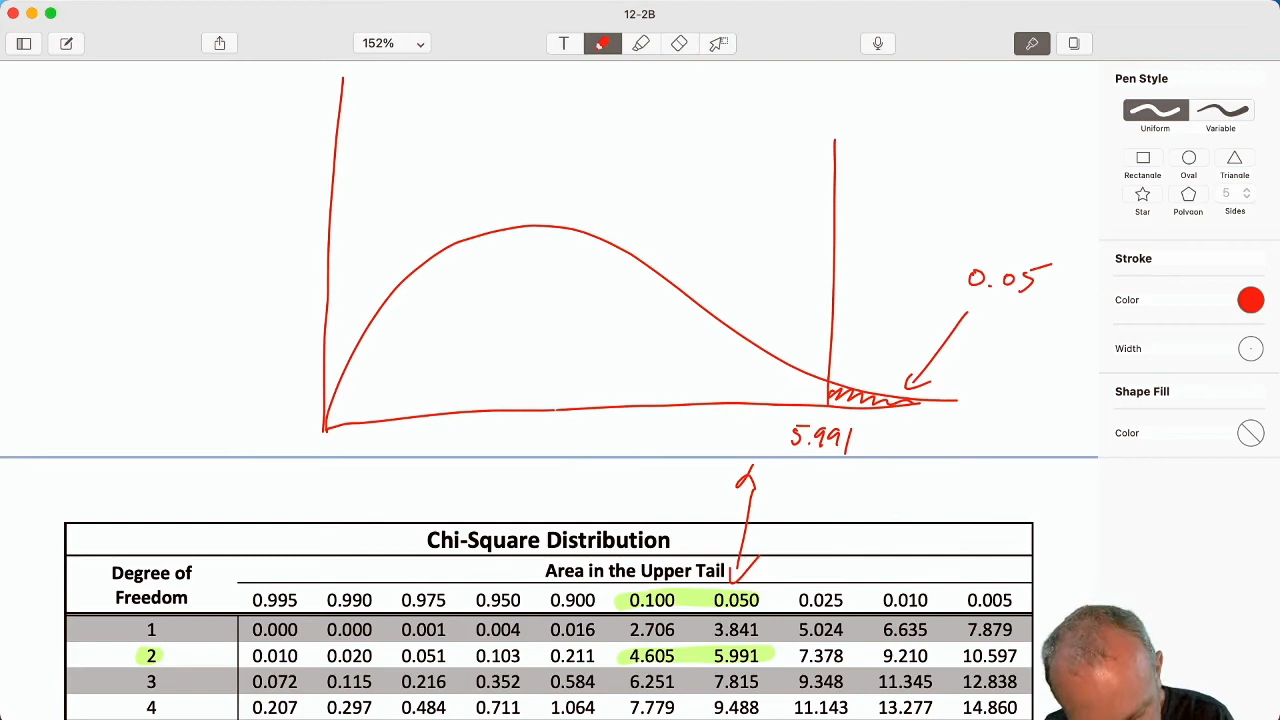 12-2B
152%
T
Pen Style
Uniform Variable
Rectangle Oval Triangle
5
Star Polygon Sides
Stroke
Color
Width
Shape Fill
Color
0.05
5.991
α
Chi-Square Distribution
Degree of Freedom
Area in the Upper Tail
0.995 0.990 0.975 0.950 0.900 0.100 0.050 0.025 0.010 0.005
1 0.000 0.000 0.001 0.004 0.016 2.706 3.841 5.024 6.635 7.879
2 0.010 0.020 0.051 0.103 0.211 4.605 5.991 7.378 9.210 10.597
3 0.072 0.115 0.216 0.352 0.584 6.251 7.815 9.348 11.345 12.838
4 0.207 0.297 0.484 0.711 1.064 7.779 9.488 11.143 13.277 14.860